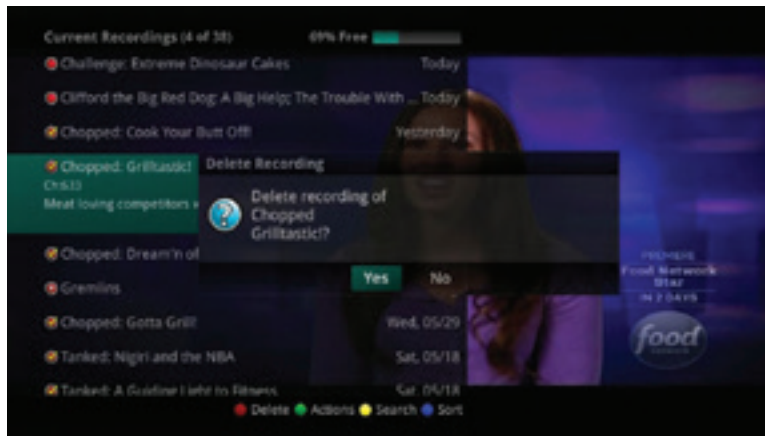 Current Recordings (4 of 38) 69% Free
Challenge: Extreme Dinosaur Cakes Today
Clifford the Big Red Dog: A Big Help; The Trouble With ... Today
Chopped: Cook Your Butt Off! Yesterday
Chopped: Grilltastic!
Ch:633
Meat loving competitors
Delete Recording
Delete recording of
Chopped
Grilltastic!?
Yes No
Chopped: Dream'n of
Gremlins
Chopped: Gotta Grill! Wed, 05/29
Tanked: Nigiri and the NBA Sat, 05/18
Tanked: A Guiding Light to Fitness Sat, 05/18
Delete Actions Search Sort
PREMIERE
Food Network
Star
IN 2 DAYS
food
network